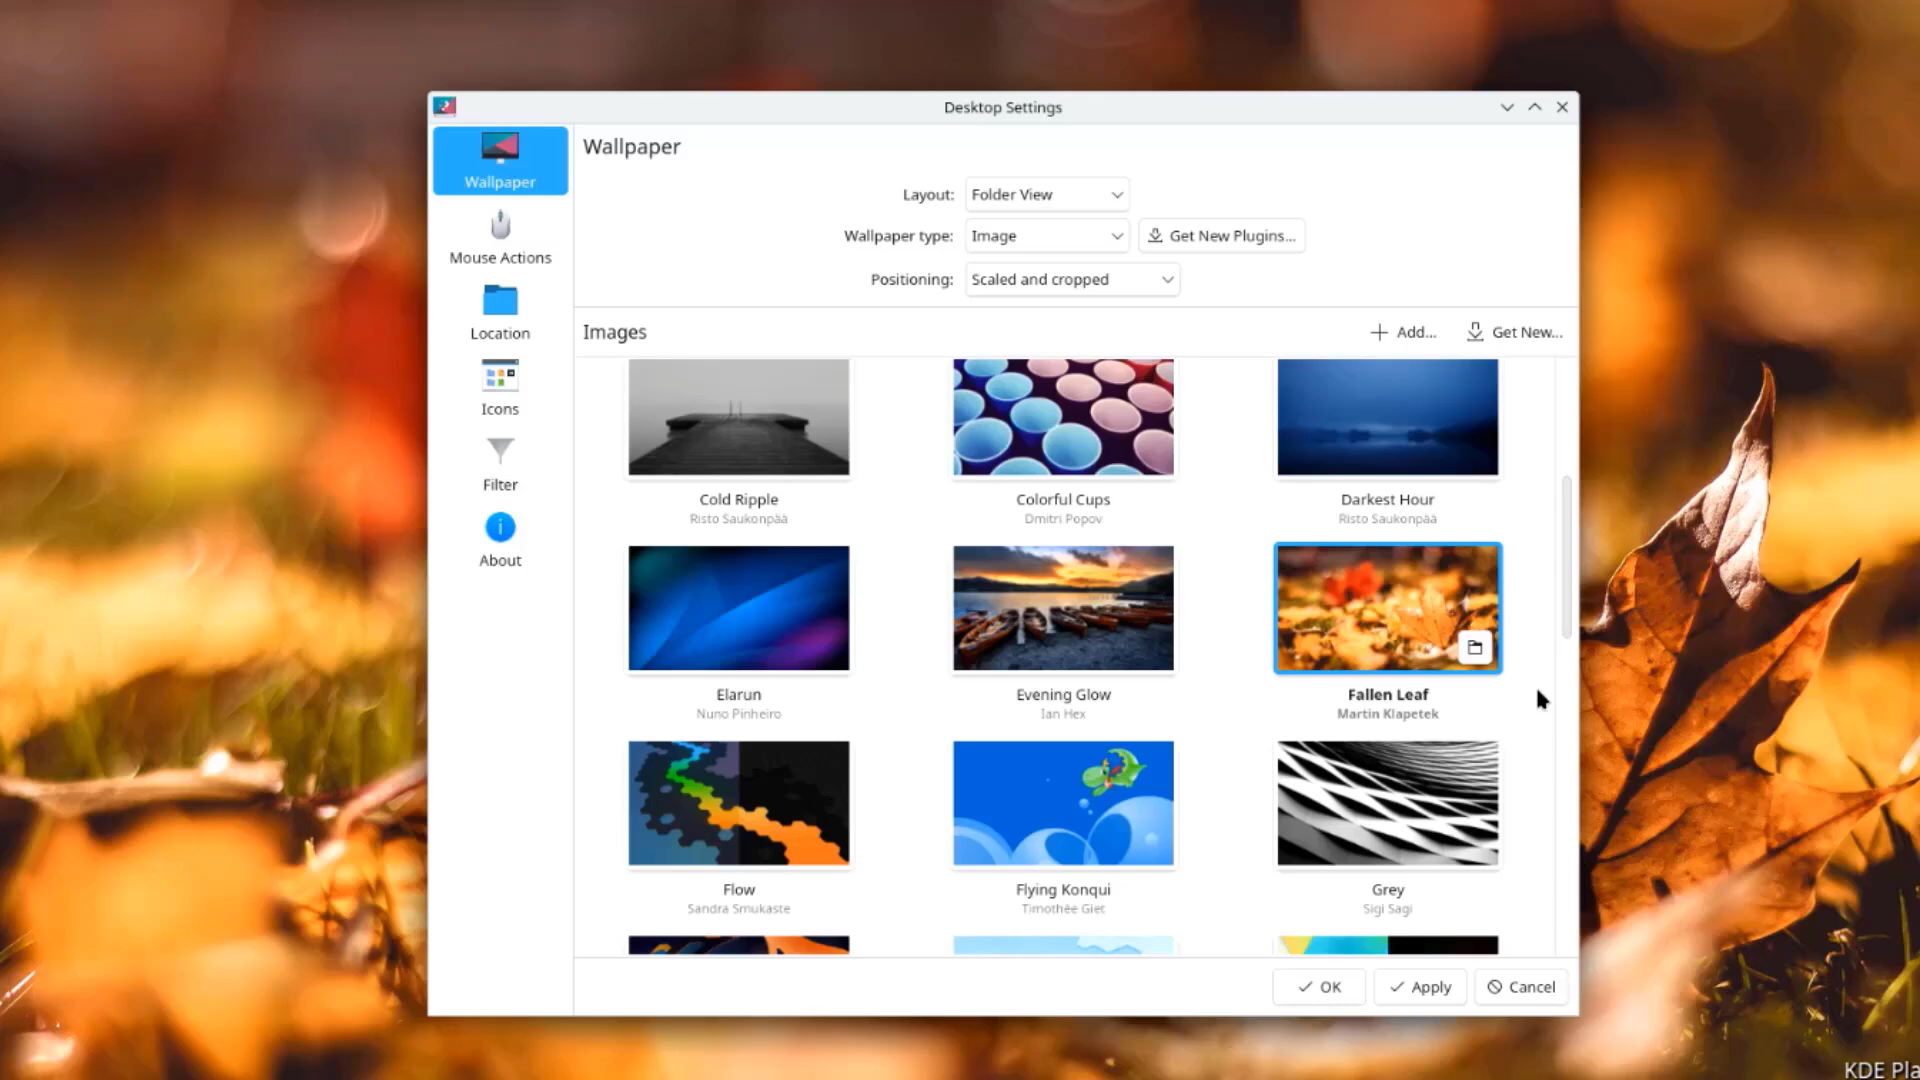 Desktop Settings
Wallpaper
Wallpaper
Layout: Folder View
Wallpaper type: Image Get New Plugins...
Mouse Actions
Positioning: Scaled and cropped
Location
Images Add... Get New...
Icons
Filter
About
Cold Ripple
Risto Saukonpää
Colorful Cups
Dmitri Popov
Darkest Hour
Risto Saukonpää
Elarun
Nuno Pinheiro
Evening Glow
Ian Hex
Fallen Leaf
Martin Klapetek
Flow
Sandra Smukaste
Flying Konqui
Timothée Giet
Grey
Sigi Sagi
OK Apply Cancel
KDE Pla